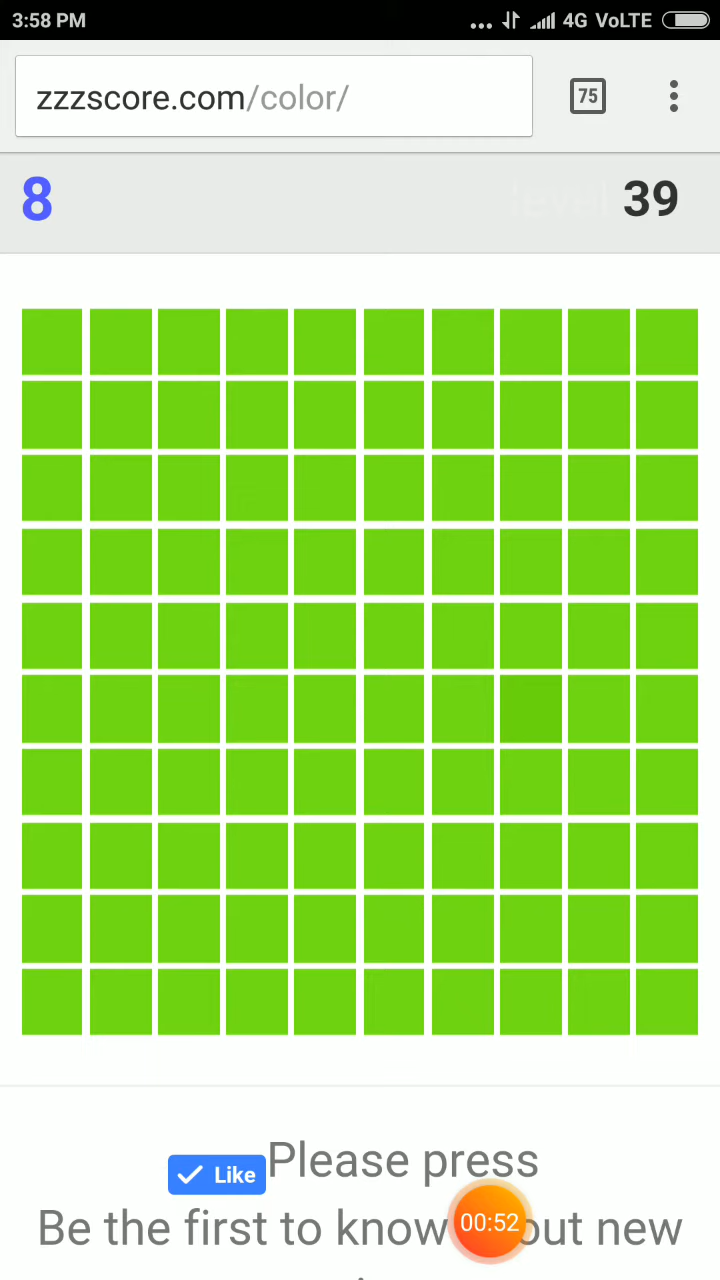 3:58 PM ... 4G VoLTE
zzzscore.com/color/ 75
8 level 39
Please press
Like
Be the first to know 00:52 out new